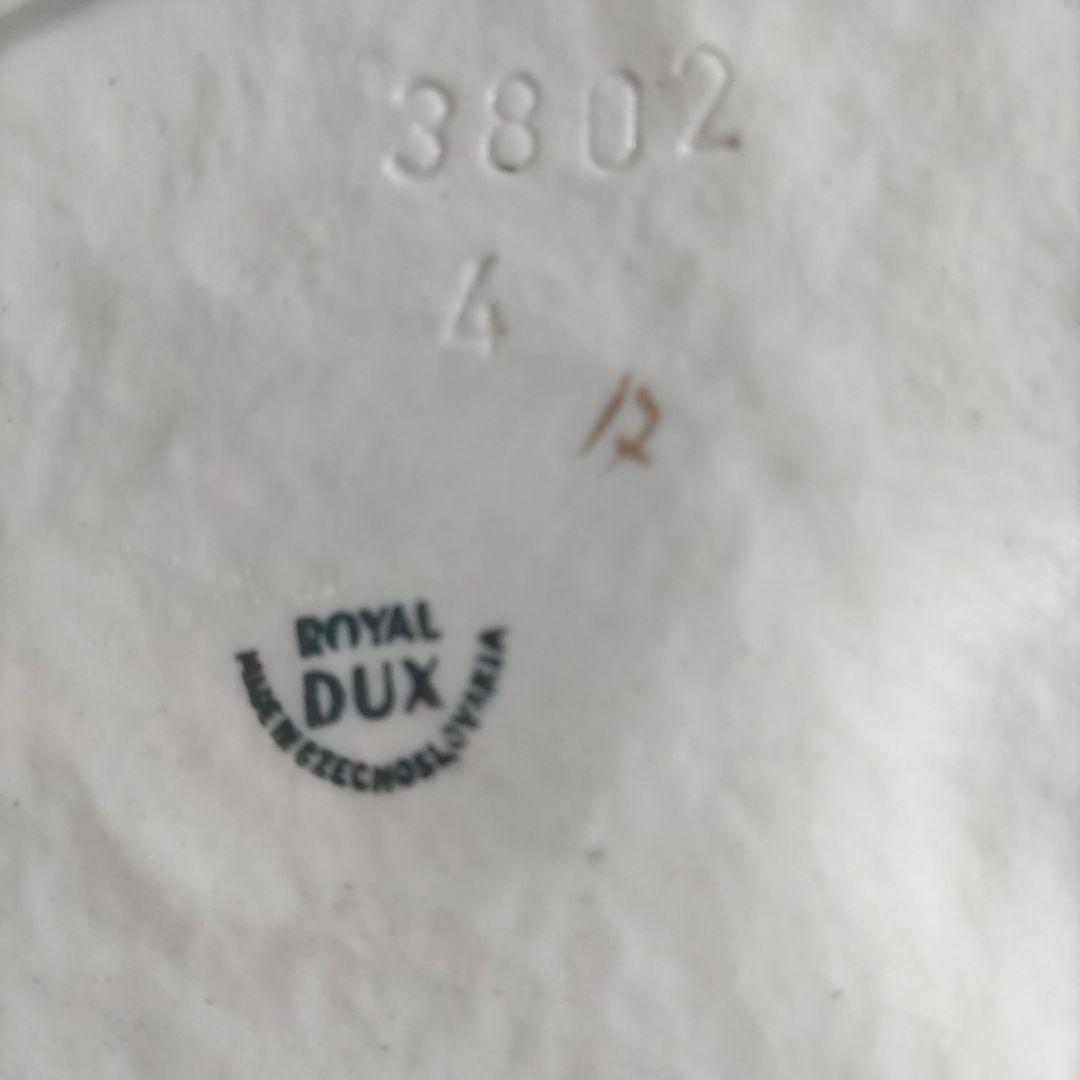 3802
4
12
ROYAL
DUX
MADE IN CZECHOSLOVAKIA